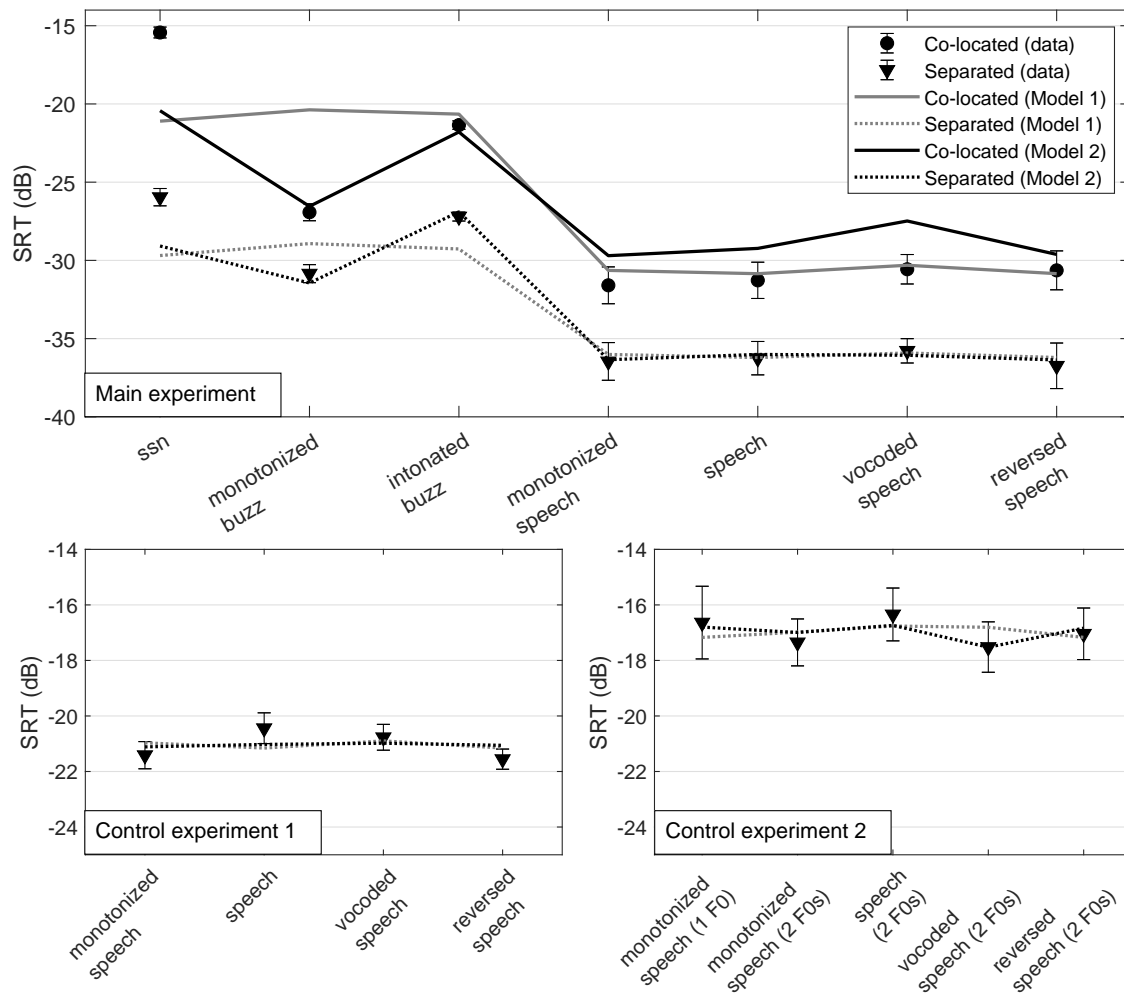 -15
-20
-25
-30
-35
-40
SRT (dB)
Co-located (data)
Separated (data)
Co-located (Model 1)
Separated (Model 1)
Co-located (Model 2)
Separated (Model 2)
Main experiment
ssn
monotonized
buzz
intonated
buzz
monotonized
speech
speech
vocoded
speech
reversed
speech
-14
-16
-18
-20
-22
-24
SRT (dB)
Control experiment 1
monotonized
speech
speech
vocoded
speech
reversed
speech
-14
-16
-18
-20
-22
-24
SRT (dB)
Control experiment 2
monotonized
speech (1 F0)
monotonized
speech (2 F0s)
speech
(2 F0s)
vocoded
speech (2 F0s)
reversed
speech (2 F0s)